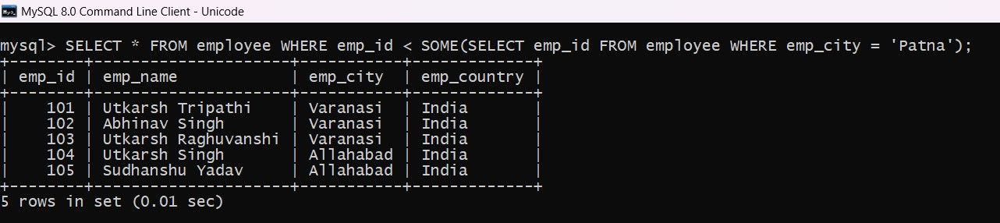 MySQL 8.0 Command Line Client - Unicode
mysql> SELECT * FROM employee WHERE emp_id < SOME(SELECT emp_id FROM employee WHERE emp_city = 'Patna');
+--------+---------------------+-----------+-------------+
| emp_id | emp_name            | emp_city  | emp_country |
+--------+---------------------+-----------+-------------+
|    101 | Utkarsh Tripathi    | Varanasi  | India       |
|    102 | Abhinav Singh       | Varanasi  | India       |
|    103 | Utkarsh Raghuvanshi | Varanasi  | India       |
|    104 | Utkarsh Singh       | Allahabad | India       |
|    105 | Sudhanshu Yadav     | Allahabad | India       |
+--------+---------------------+-----------+-------------+
5 rows in set (0.01 sec)